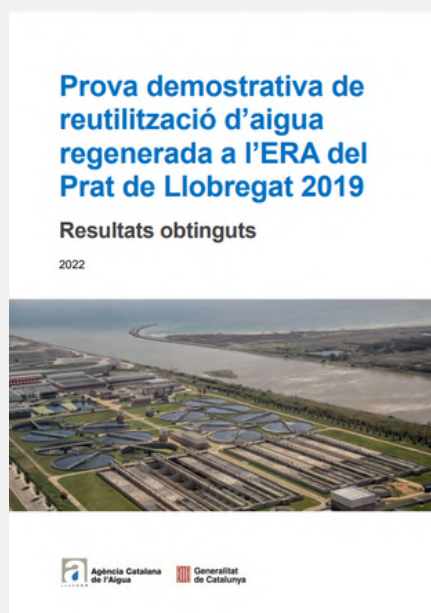 Prova demostrativa de
reutilització d'aigua
regenerada a l'ERA del
Prat de Llobregat 2019
Resultats obtinguts
2022
Agència Catalana
de l'Aigua
Generalitat
de Catalunya